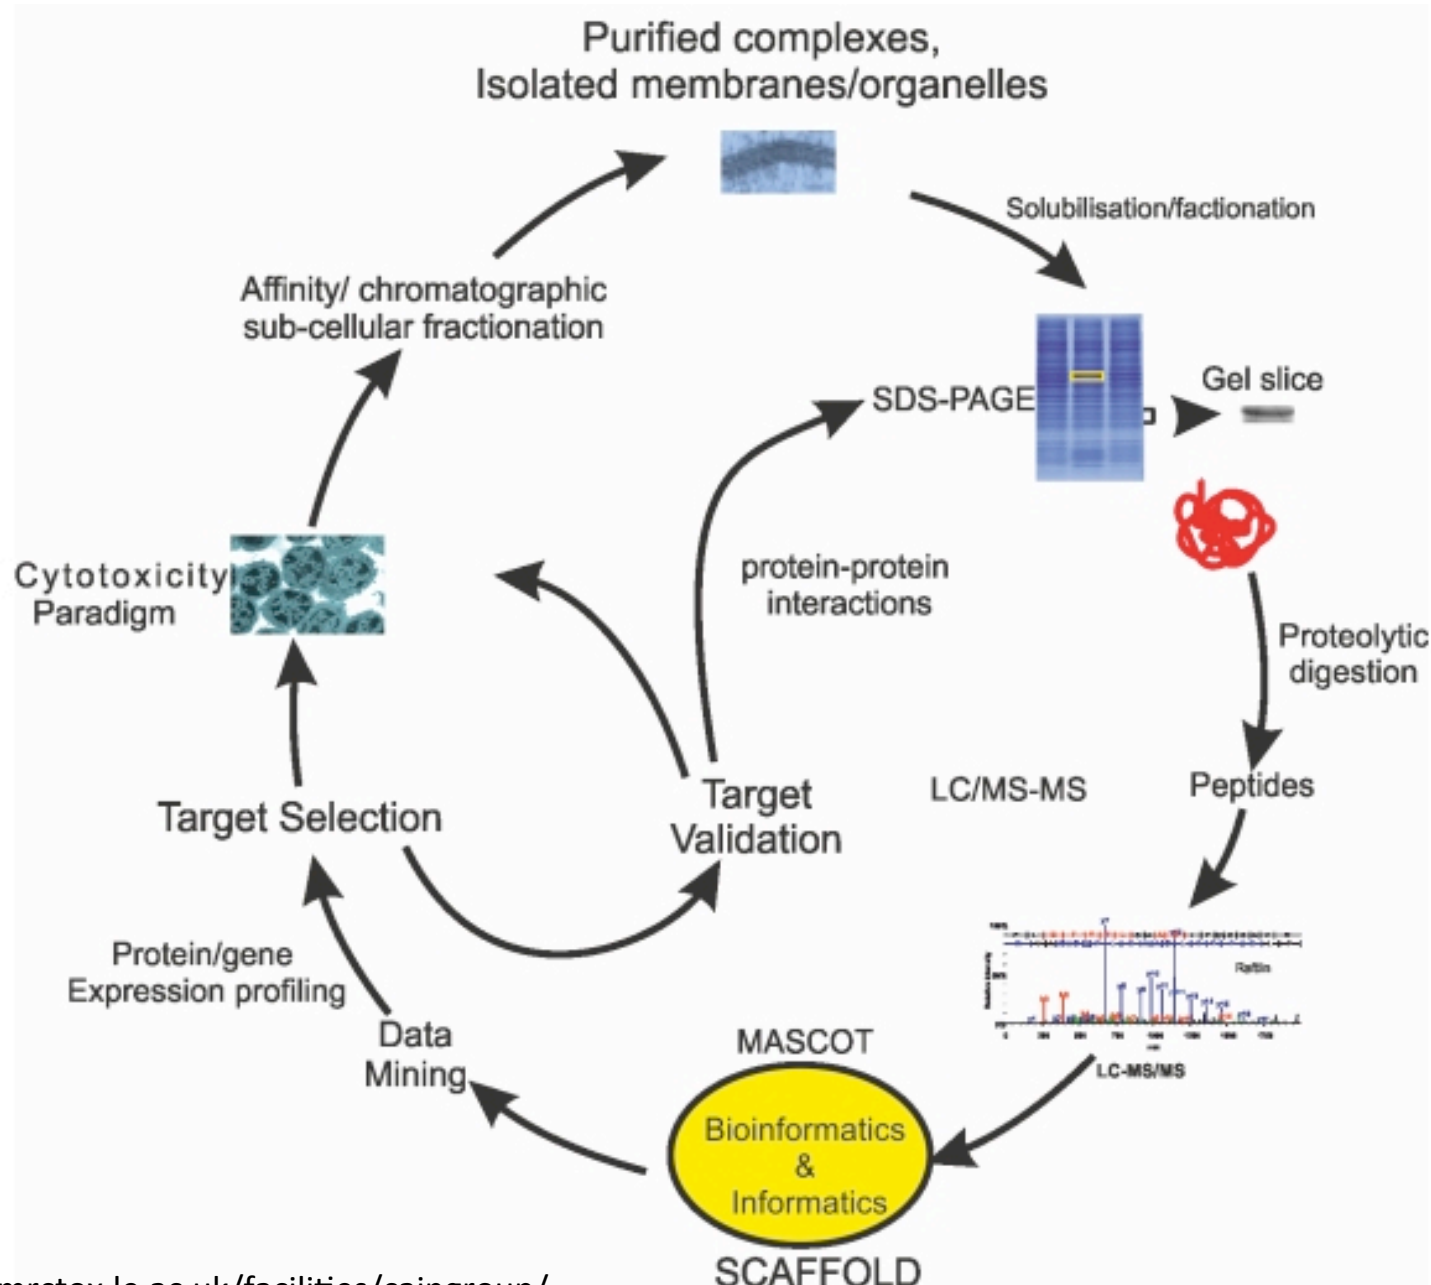 Purified complexes,
Isolated membranes/organelles
Solubilisation/factionation
Affinity/ chromatographic
sub-cellular fractionation
SDS-PAGE
Gel slice
Cytotoxicity
Paradigm
protein-protein
interactions
Proteolytic
digestion
Target Selection
Target
Validation
LC/MS-MS
Peptides
Protein/gene
Expression profiling
Data
Mining
LC-MS/MS
MASCOT
Bioinformatics
&
Informatics
SCAFFOLD